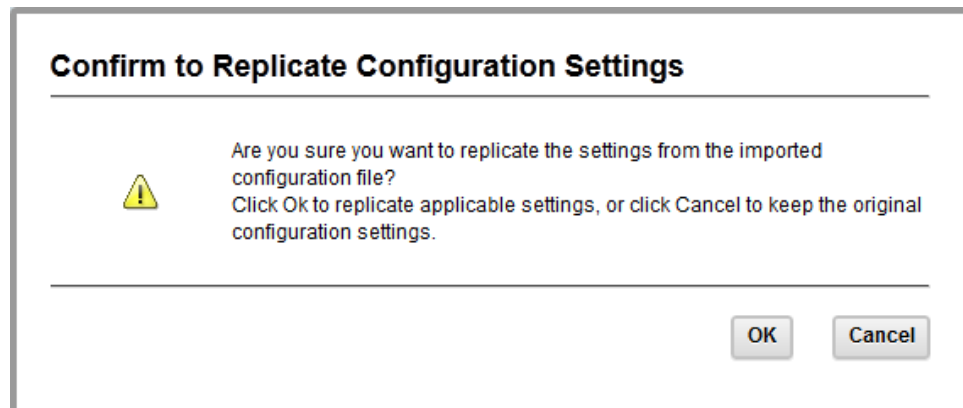 Confirm to Replicate Configuration Settings
Are you sure you want to replicate the settings from the imported
configuration file?
Click Ok to replicate applicable settings, or click Cancel to keep the original
configuration settings.
OK
Cancel